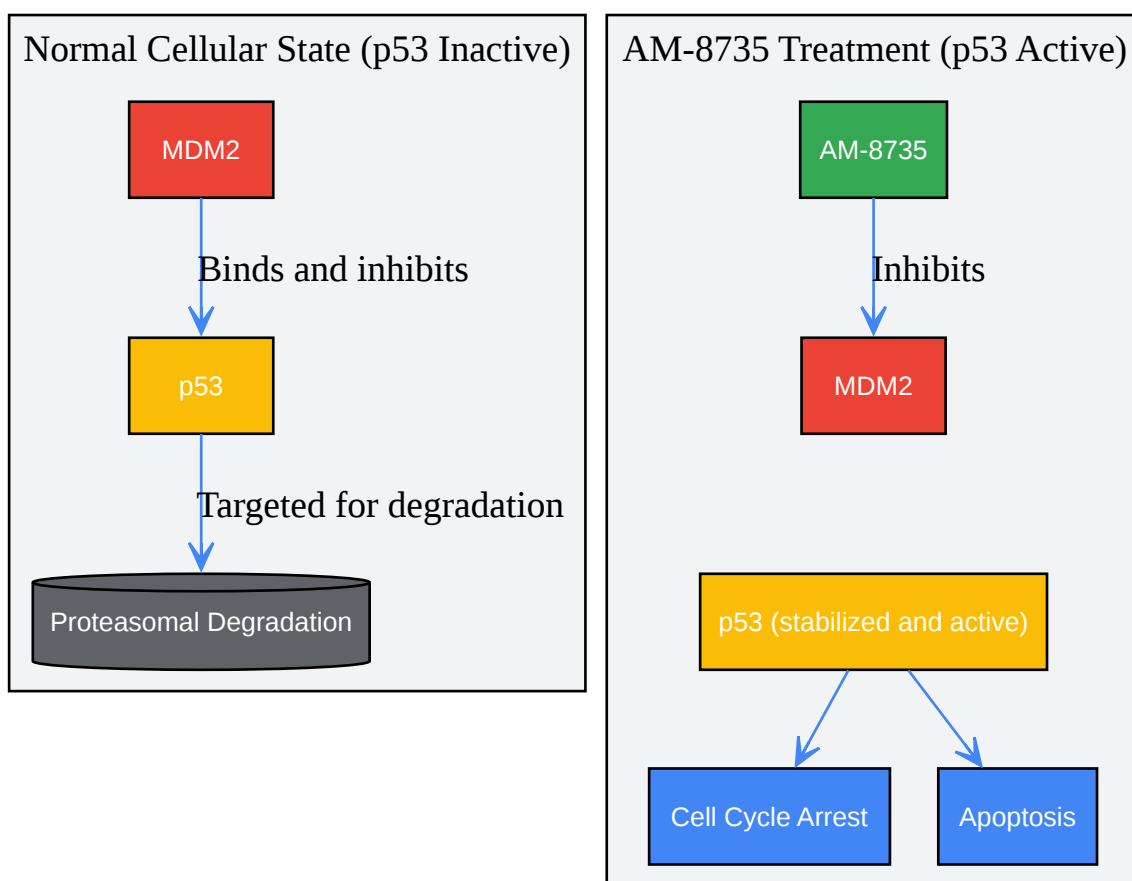 Normal Cellular State (p53 Inactive)
MDM2
Binds and inhibits
p53
Targeted for degradation
Proteasomal Degradation
AM-8735 Treatment (p53 Active)
AM-8735
Inhibits
MDM2
p53 (stabilized and active)
Cell Cycle Arrest
Apoptosis